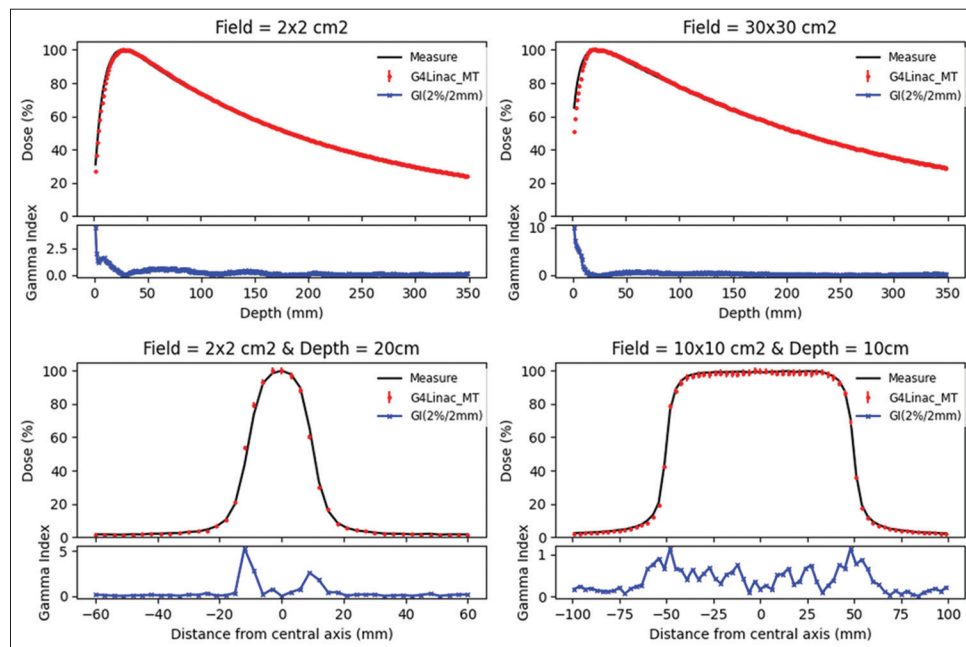 Field = 2x2 cm2
Dose (%)
100
80
60
40
20
0
Measure
G4Linac_MT
GI(2%/2mm)
Gamma Index
2.5
0.0
0 50 100 150 200 250 300 350
Depth (mm)
Field = 30x30 cm2
Dose (%)
100
80
60
40
20
0
Measure
G4Linac_MT
GI(2%/2mm)
Gamma Index
10
0
0 50 100 150 200 250 300 350
Depth (mm)
Field = 2x2 cm2 & Depth = 20cm
Dose (%)
100
80
60
40
20
0
Measure
G4Linac_MT
GI(2%/2mm)
Gamma Index
5
0
−60 −40 −20 0 20 40 60
Distance from central axis (mm)
Field = 10x10 cm2 & Depth = 10cm
Dose (%)
100
80
60
40
20
0
Measure
G4Linac_MT
GI(2%/2mm)
Gamma Index
1
0
−100 −75 −50 −25 0 25 50 75 100
Distance from central axis (mm)